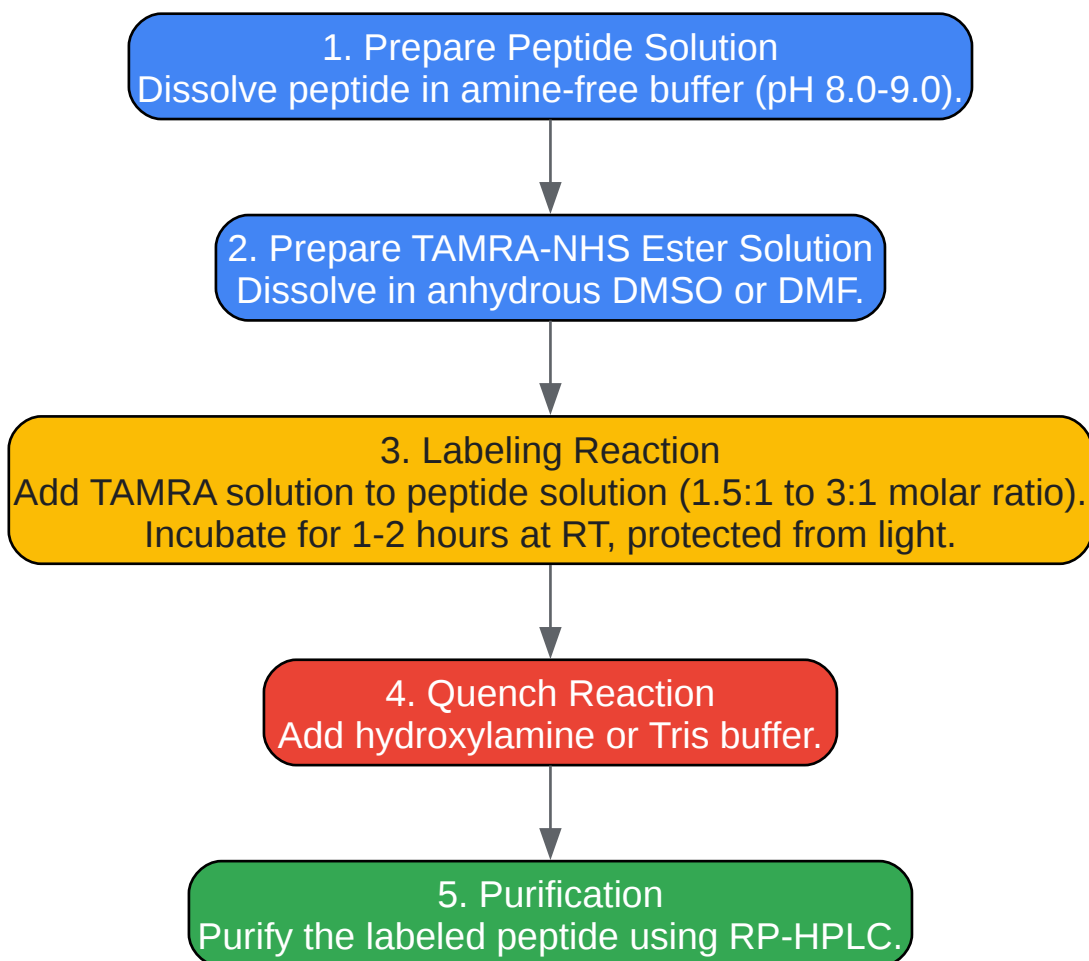 1. Prepare Peptide Solution
Dissolve peptide in amine-free buffer (pH 8.0-9.0).
2. Prepare TAMRA-NHS Ester Solution
Dissolve in anhydrous DMSO or DMF.
3. Labeling Reaction
Add TAMRA solution to peptide solution (1.5:1 to 3:1 molar ratio).
Incubate for 1-2 hours at RT, protected from light.
4. Quench Reaction
Add hydroxylamine or Tris buffer.
5. Purification
Purify the labeled peptide using RP-HPLC.